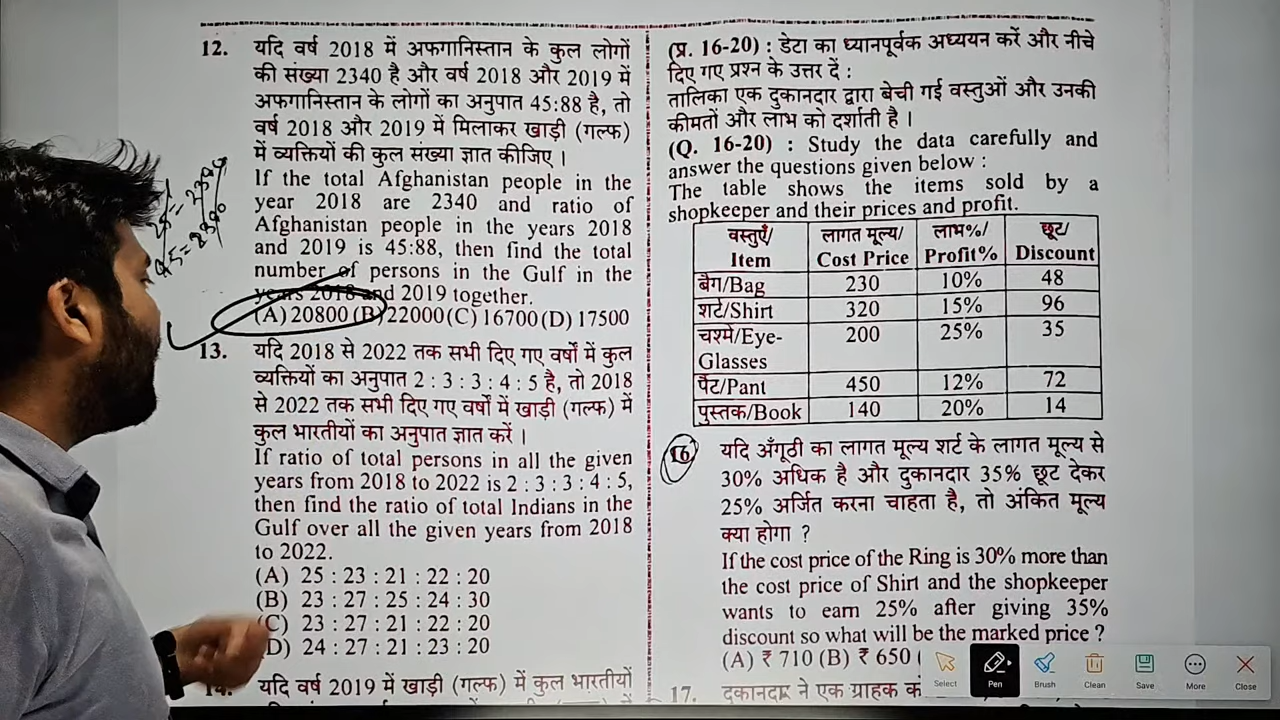 12. यदि वर्ष 2018 में अफगानिस्तान के कुल लोगों
की संख्या 2340 है और वर्ष 2018 और 2019 में
अफगानिस्तान के लोगों का अनुपात 45:88 है, तो
वर्ष 2018 और 2019 में मिलाकर खाड़ी (गल्फ)
में व्यक्तियों की कुल संख्या ज्ञात कीजिए ।
If the total Afghanistan people in the
year 2018 are 2340 and ratio of
Afghanistan people in the years 2018
and 2019 is 45:88, then find the total
number of persons in the Gulf in the
years 2018 and 2019 together.
(A) 20800 (B) 22000 (C) 16700 (D) 17500
13. यदि 2018 से 2022 तक सभी दिए गए वर्षों में कुल
व्यक्तियों का अनुपात 2 : 3 : 3 : 4 : 5 है, तो 2018
से 2022 तक सभी दिए गए वर्षों में खाड़ी (गल्फ) में
कुल भारतीयों का अनुपात ज्ञात करें ।
If ratio of total persons in all the given
years from 2018 to 2022 is 2 : 3 : 3 : 4 : 5,
then find the ratio of total Indians in the
Gulf over all the given years from 2018
to 2022.
(A) 25 : 23 : 21 : 22 : 20
(B) 23 : 27 : 25 : 24 : 30
(C) 23 : 27 : 21 : 22 : 20
D) 24 : 27 : 21 : 23 : 20
यदि वर्ष 2019 में खाड़ी (गल्फ) में कुल भारतीयों
(प्र. 16-20) : डेटा का ध्यानपूर्वक अध्ययन करें और नीचे
दिए गए प्रश्न के उत्तर दें :
तालिका एक दुकानदार द्वारा बेची गई वस्तुओं और उनकी
कीमतों और लाभ को दर्शाती है ।
(Q. 16-20) : Study the data carefully and
answer the questions given below :
The table shows the items sold by a
shopkeeper and their prices and profit.
वस्तुएँ/ लागत मूल्य/ लाभ%/ छूट/
Item Cost Price Profit% Discount
बैग/Bag 230 10% 48
शर्ट/Shirt 320 15% 96
चश्मे/Eye- 200 25% 35
Glasses
पैंट/Pant 450 12% 72
पुस्तक/Book 140 20% 14
16 यदि अँगूठी का लागत मूल्य शर्ट के लागत मूल्य से
30% अधिक है और दुकानदार 35% छूट देकर
25% अर्जित करना चाहता है, तो अंकित मूल्य
क्या होगा ?
If the cost price of the Ring is 30% more than
the cost price of Shirt and the shopkeeper
wants to earn 25% after giving 35%
discount so what will be the marked price ?
(A) ₹ 710 (B) ₹ 650 (
17. दुकानदार ने एक ग्राहक को
Select Pen Brush Clean Save More Close